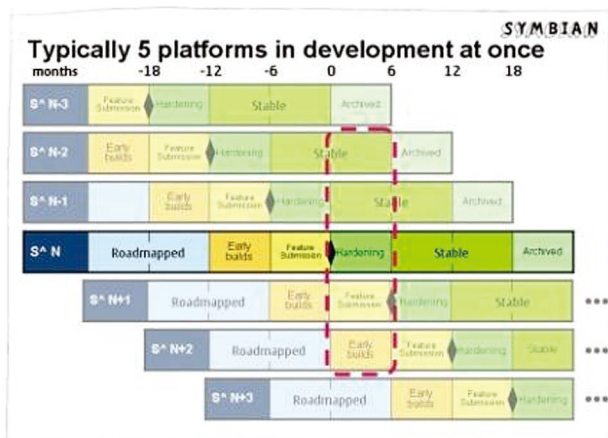 SYMBIAN
Typically 5 platforms in development at once
months -18 -12 -6 0 6 12 18
S^ N-3 Feature Submission Hardening Stable Archived
S^ N-2 Early builds Feature Submission Hardening Stable Archived
S^ N-1 Early builds Feature Submission Hardening Stable Archived
S^ N Roadmapped Early builds Feature Submission Hardening Stable Archived
S^ N+1 Roadmapped Early builds Feature Submission Hardening Stable
S^ N+2 Roadmapped Early builds Feature Submission Hardening Stable
S^ N+3 Roadmapped Early builds Feature Submission Hardening